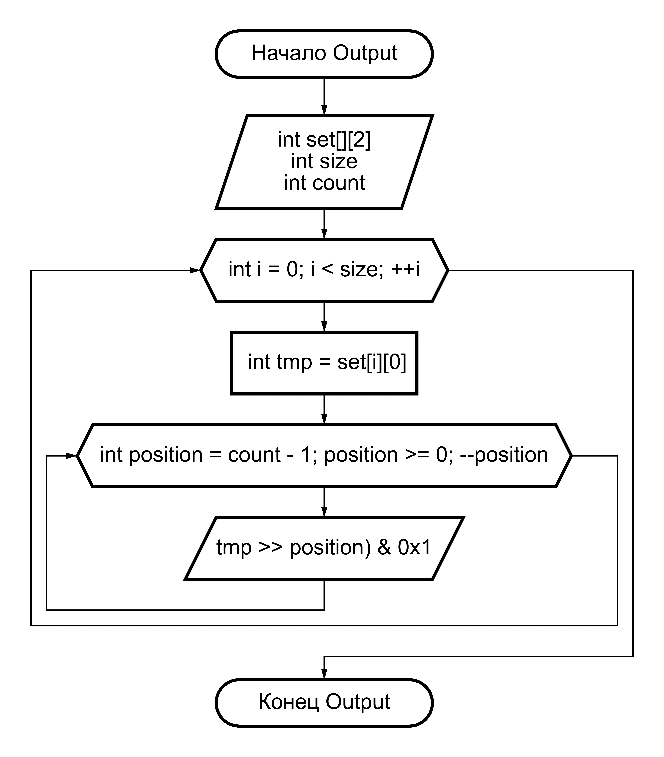 Начало Output
int set[][2]
int size
int count
int i = 0; i < size; ++i
int tmp = set[i][0]
int position = count - 1; position >= 0; --position
tmp >> position) & 0x1
Конец Output